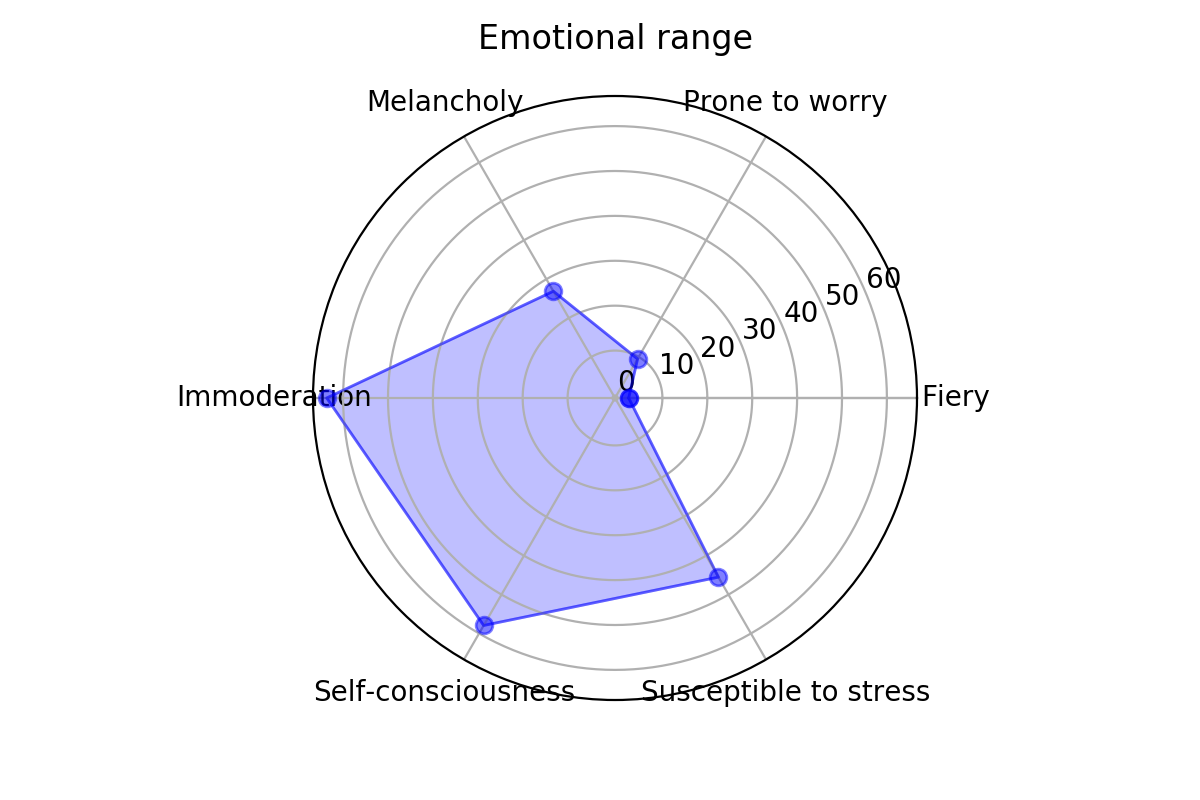 Emotional range
Melancholy
Prone to worry
60
50
40
30
20
10
0
Immoderation
Fiery
Self-consciousness
Susceptible to stress